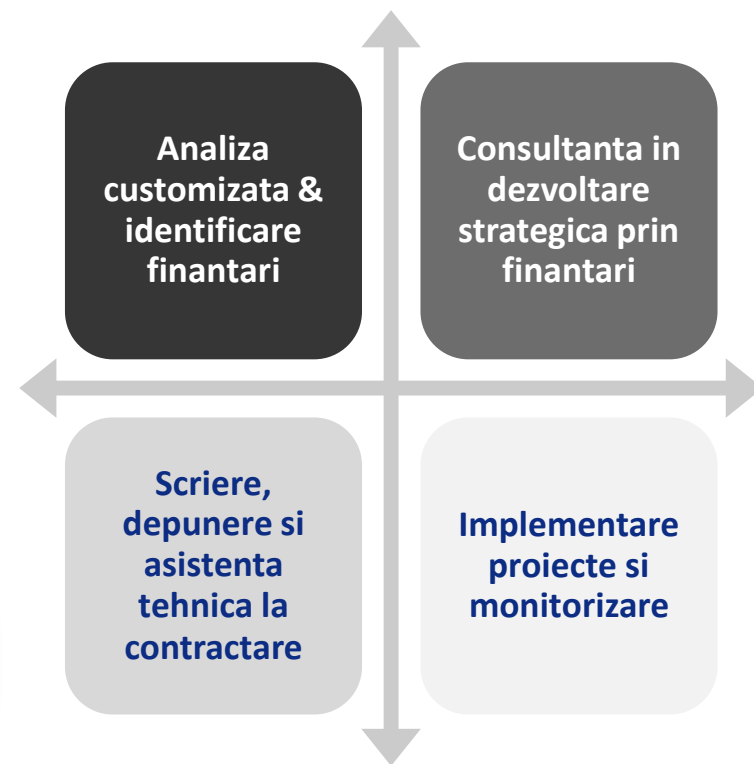 Analiza
customizata &
identificare
finantari
Consultanta in
dezvoltare
strategica prin
finantari
Scriere,
depunere si
asistenta
tehnica la
contractare
Implementare
proiecte si
monitorizare